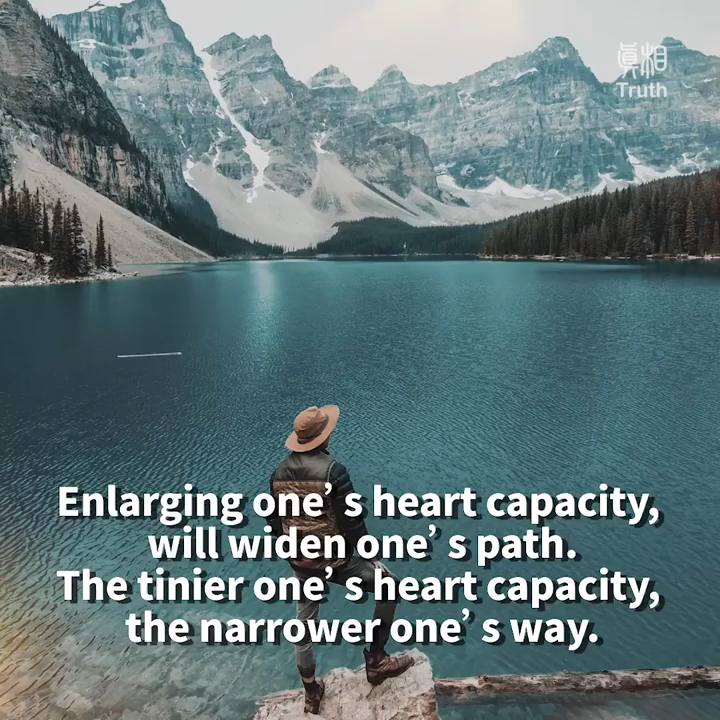 真相
Truth
Enlarging one's heart capacity,
will widen one's path.
The tinier one's heart capacity,
the narrower one's way.